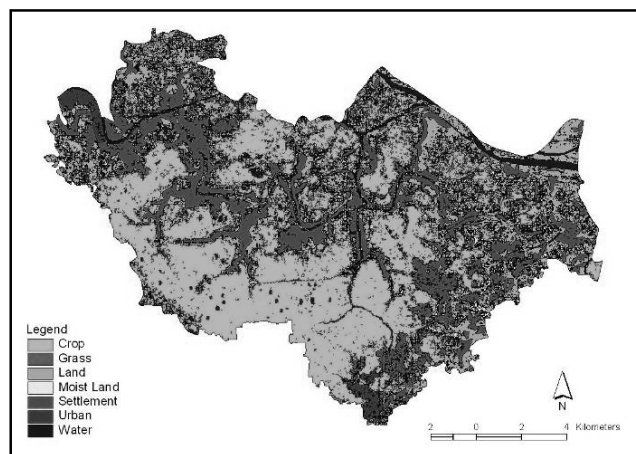 Legend
Crop
Grass
Land
Moist Land
Settlement
Urban
Water
N
2 0 2 4 Kilometers